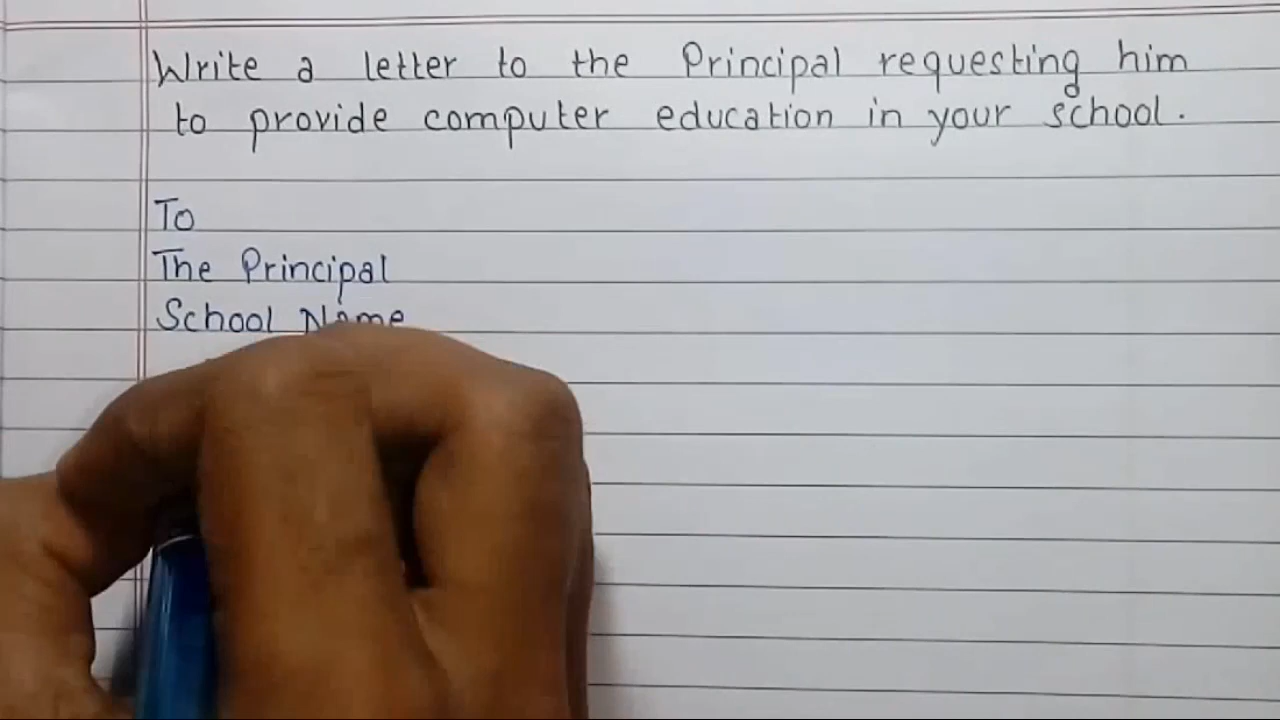 Write a letter to the Principal requesting him
to provide computer education in your school.
To
The Principal
School Name